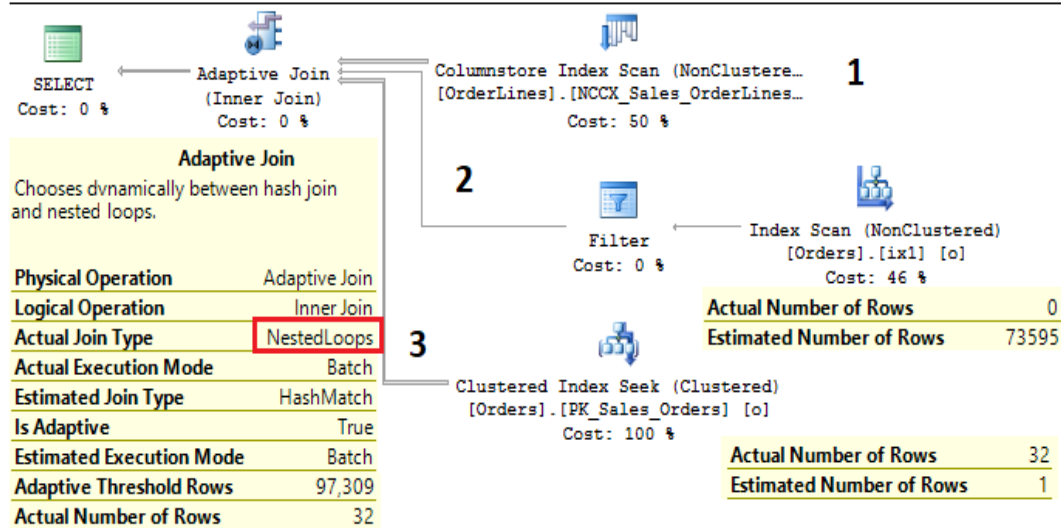 SELECT
Cost: 0 %
Adaptive Join
(Inner Join)
Cost: 0 %
Columnstore Index Scan (NonClustere…
[OrderLines].[NCCX_Sales_OrderLines…
Cost: 50 %
1
2
Filter
Cost: 0 %
Index Scan (NonClustered)
[Orders].[ix1] [o]
Cost: 46 %
Actual Number of Rows 0
Estimated Number of Rows 73595
3
Clustered Index Seek (Clustered)
[Orders].[PK_Sales_Orders] [o]
Cost: 100 %
Actual Number of Rows 32
Estimated Number of Rows 1
Adaptive Join
Chooses dynamically between hash join
and nested loops.
Physical Operation Adaptive Join
Logical Operation Inner Join
Actual Join Type NestedLoops
Actual Execution Mode Batch
Estimated Join Type HashMatch
Is Adaptive True
Estimated Execution Mode Batch
Adaptive Threshold Rows 97,309
Actual Number of Rows 32